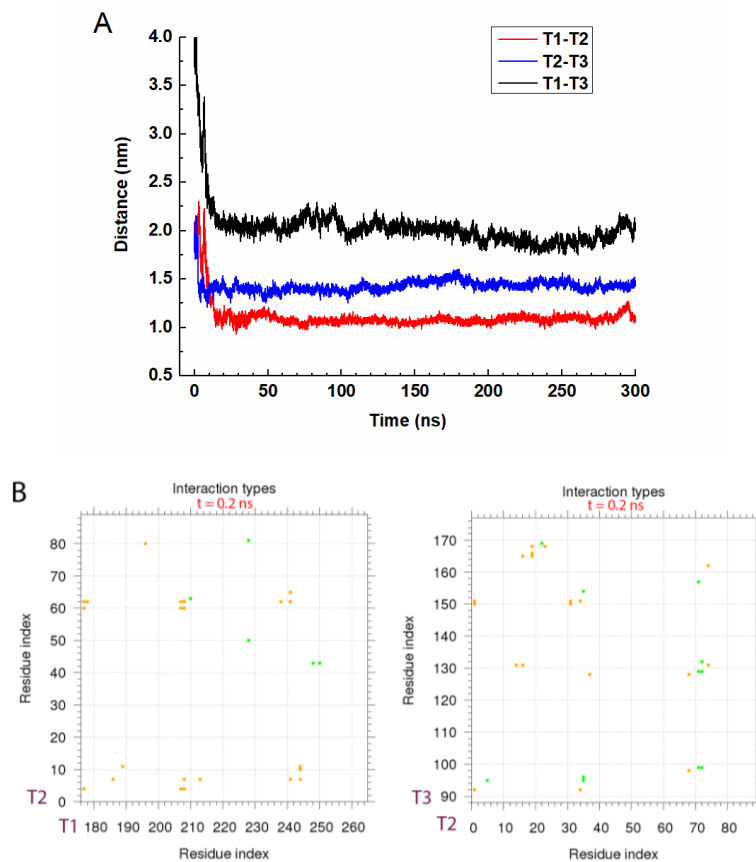 A
T1-T2
T2-T3
T1-T3
4.0
3.5
3.0
2.5
2.0
1.5
1.0
0.5
Distance (nm)
0 50 100 150 200 250 300
Time (ns)
B
Interaction types
t = 0.2 ns
80
70
60
50
40
30
20
10
0
Residue index
T2
T1
180 190 200 210 220 230 240 250 260
Residue index
Interaction types
t = 0.2 ns
170
160
150
140
130
120
110
100
90
Residue index
T3
T2
0 20 40 60 80
Residue index